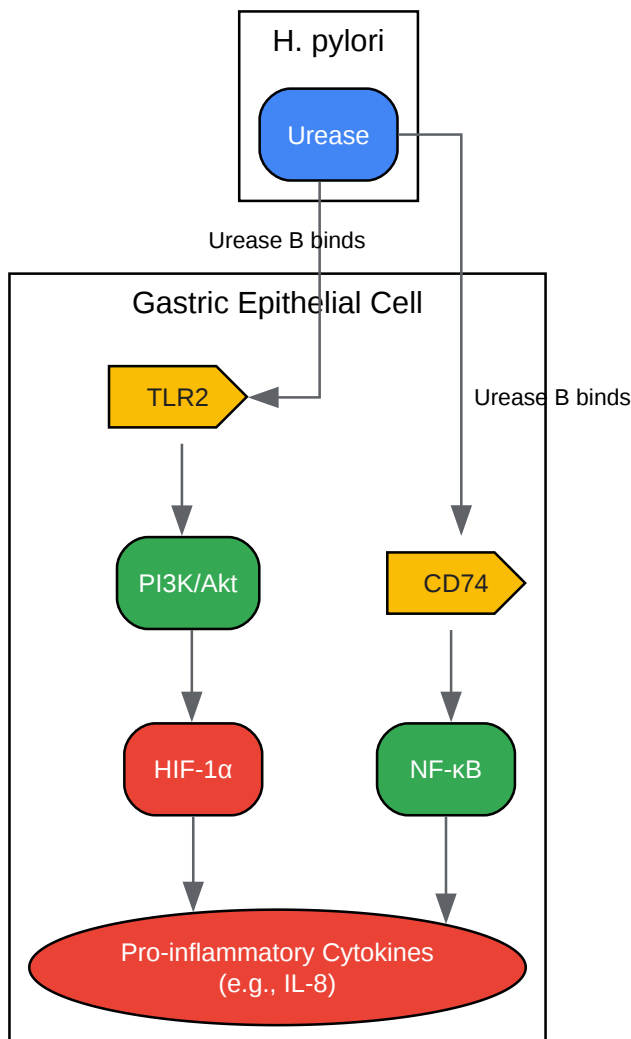 H. pylori
Urease
Urease B binds
Gastric Epithelial Cell
TLR2
Urease B binds
PI3K/Akt
CD74
HIF-1α
NF-κB
Pro-inflammatory Cytokines
(e.g., IL-8)